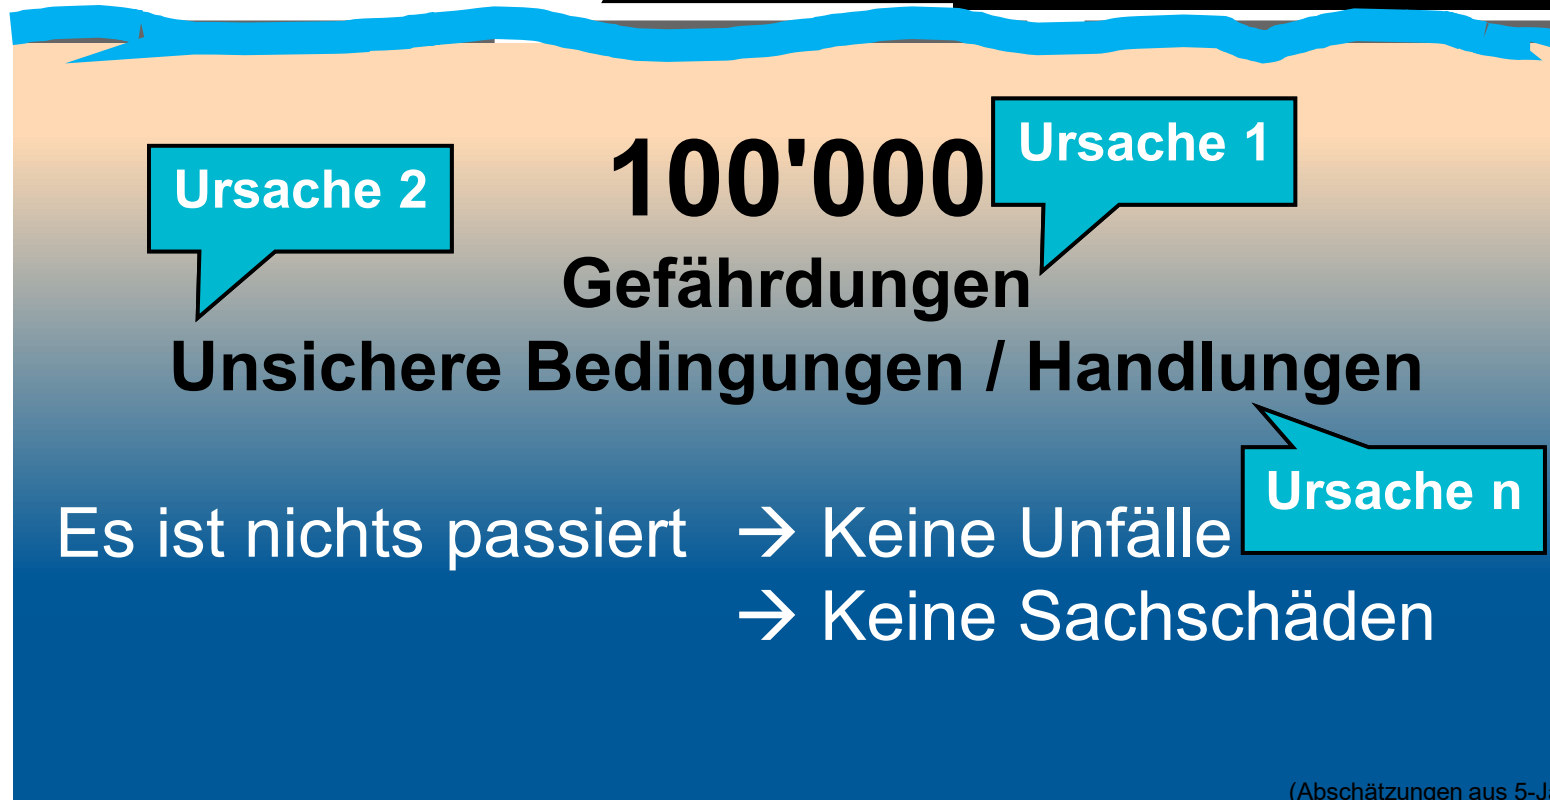 Ursache 1
Ursache 2
100'000
Gefährdungen
Unsichere Bedingungen / Handlungen
Ursache n
Es ist nichts passiert → Keine Unfälle
→ Keine Sachschäden
(Abschätzungen aus